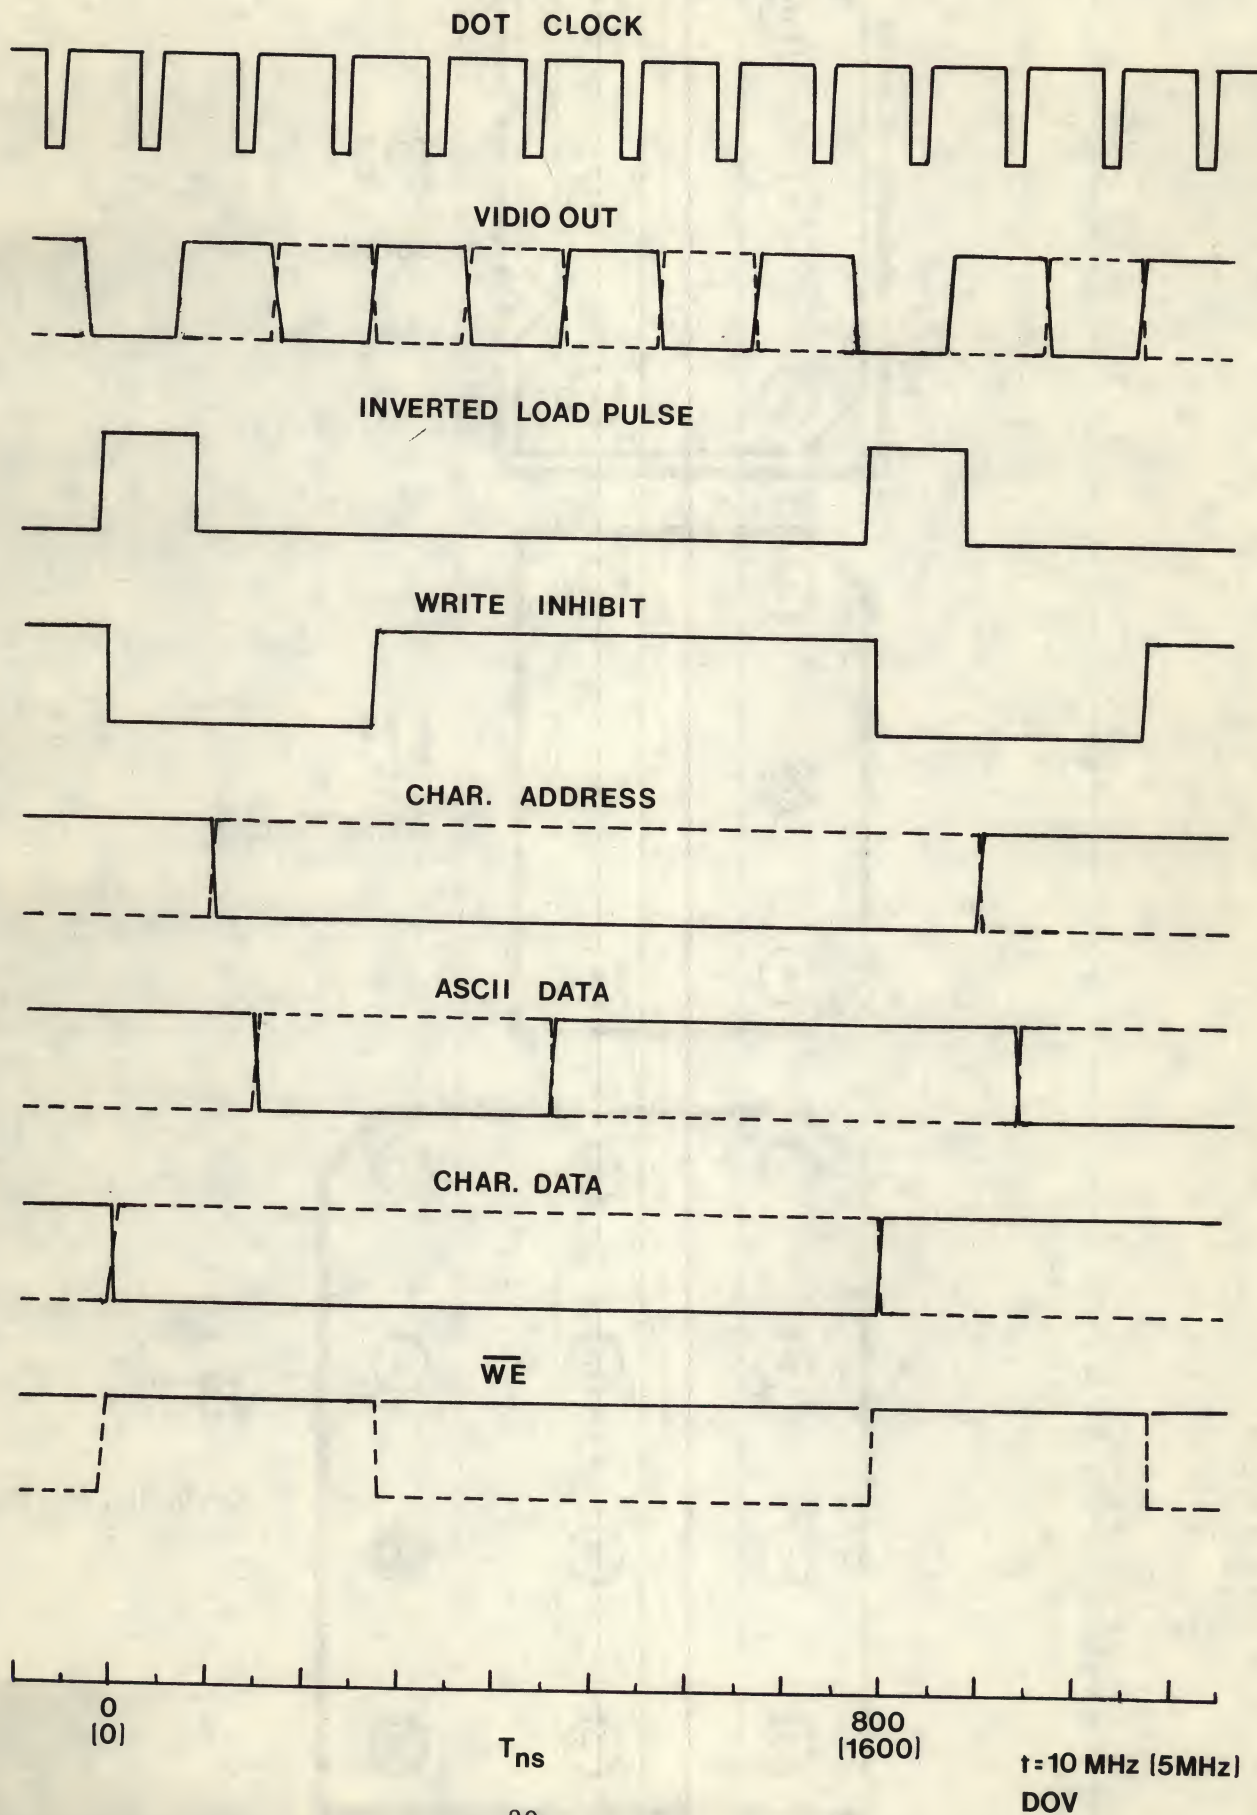 DOT CLOCK
VIDIO OUT
INVERTED LOAD PULSE
WRITE INHIBIT
CHAR. ADDRESS
ASCII DATA
CHAR. DATA
W̅E̅
0
(0)
800
(1600)
Tns
t=10 MHz (5MHz)
DOV